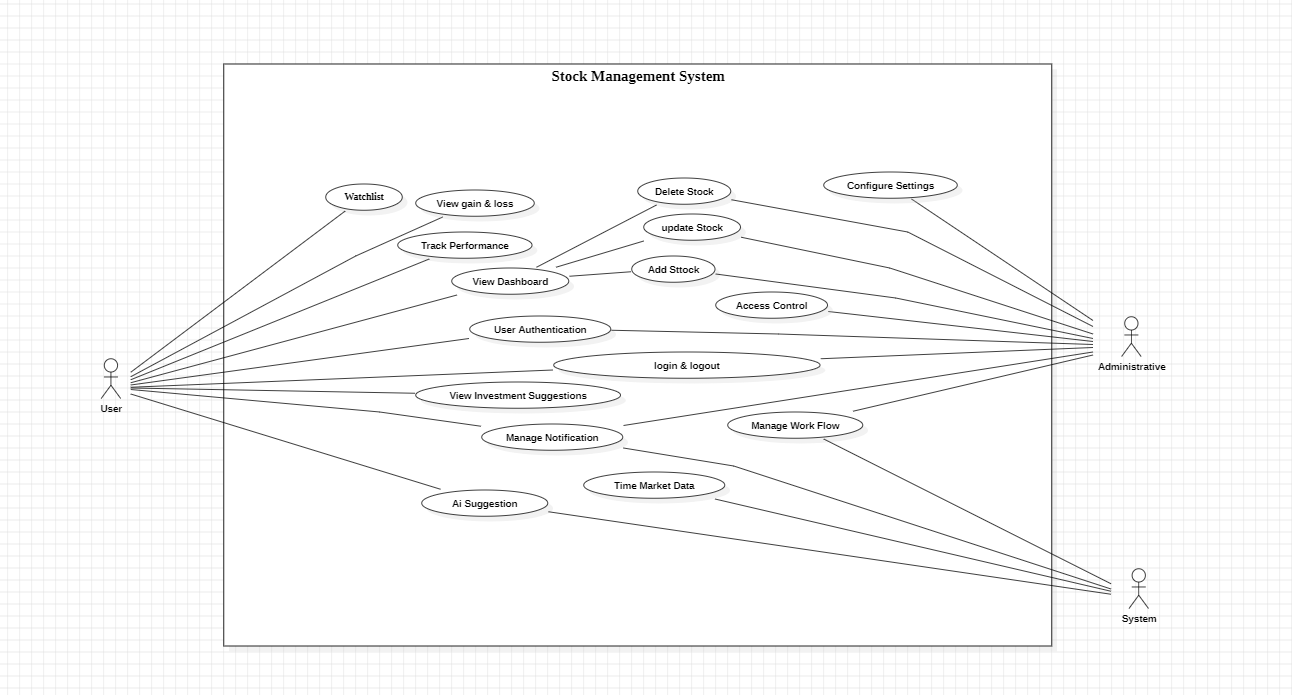 Stock Management System
Watchlist
View gain & loss
Delete Stock
Configure Settings
Track Performance
update Stock
View Dashboard
Add Sttock
Access Control
User Authentication
login & logout
Administrative
User
View Investment Suggestions
Manage Notification
Manage Work Flow
Time Market Data
Ai Suggestion
System